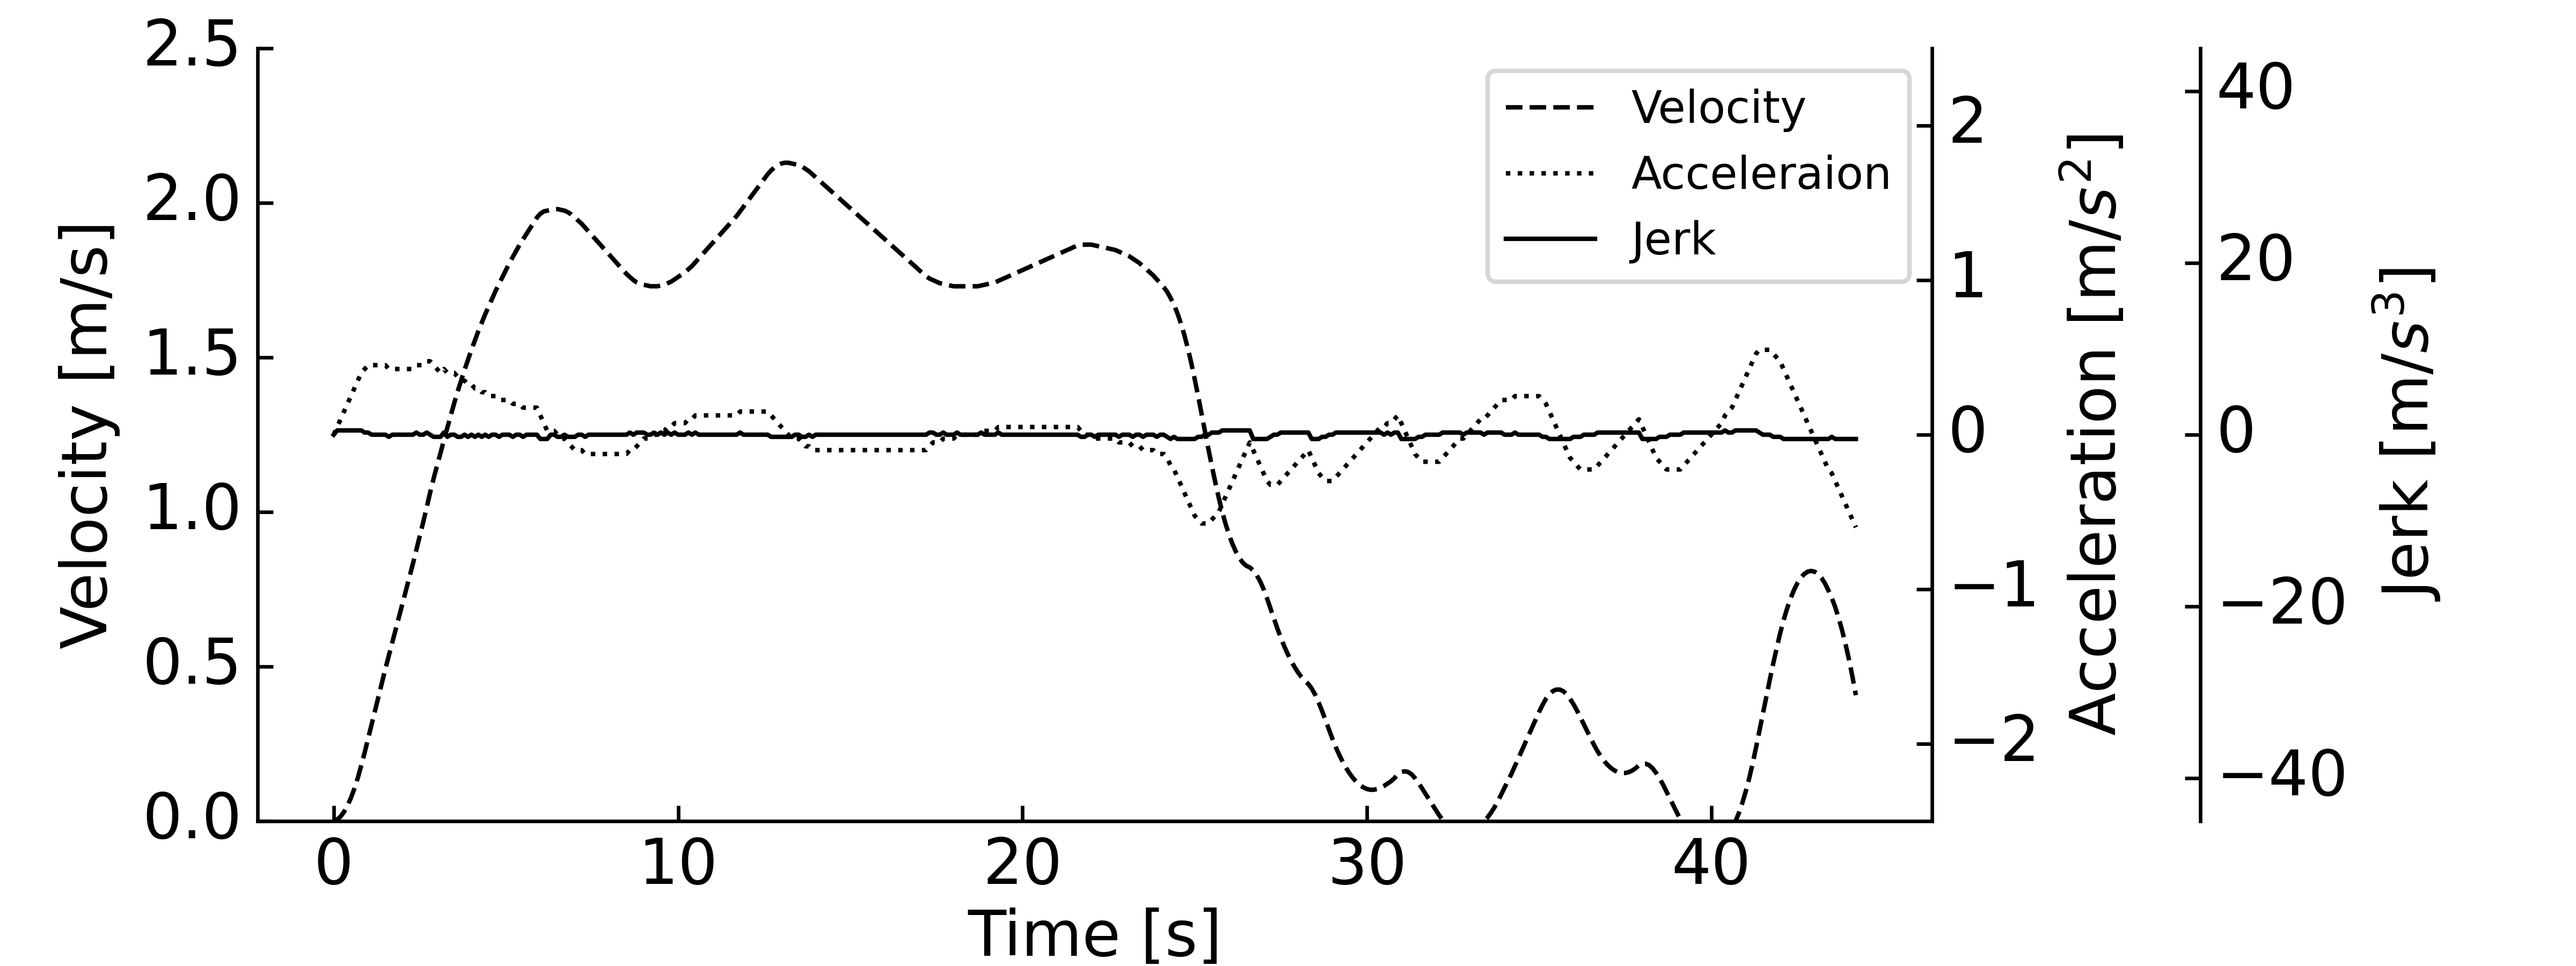 Velocity [m/s]
2.5
2.0
1.5
1.0
0.5
0.0
0 10 20 30 40
Time [s]
Velocity
Acceleraion
Jerk
2
1
0
−1
−2
Acceleration [m/s²]
40
20
0
−20
−40
Jerk [m/s³]